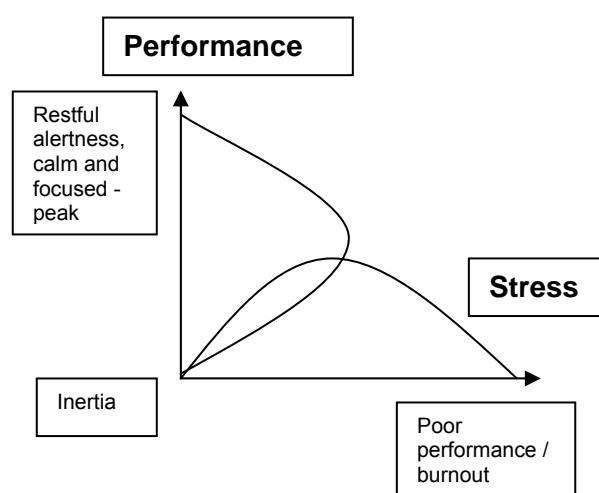 Performance
Restful
alertness,
calm and
focused -
peak
Stress
Inertia
Poor
performance /
burnout